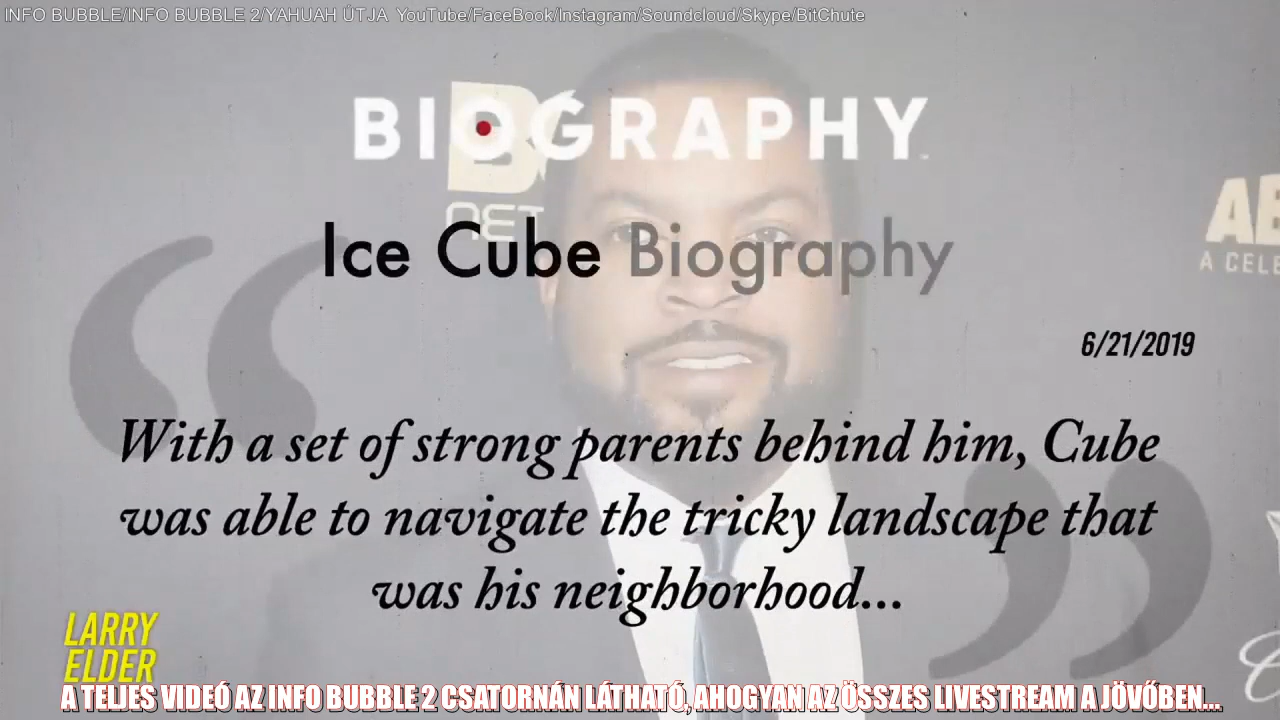 INFO BUBBLE/INFO BUBBLE 2/YAHUAH ÚTJA YouTube/FaceBook/Instagram/Soundcloud/Skype/BitChute
BIOGRAPHY
BET
Ice Cube Biography
A CELE
6/21/2019
With a set of strong parents behind him, Cube
was able to navigate the tricky landscape that
was his neighborhood...
LARRY
ELDER
A TELJES VIDEÓ AZ INFO BUBBLE 2 CSATORNÁN LÁTHATÓ, AHOGYAN AZ ÖSSZES LIVESTREAM A JÖVŐBEN...